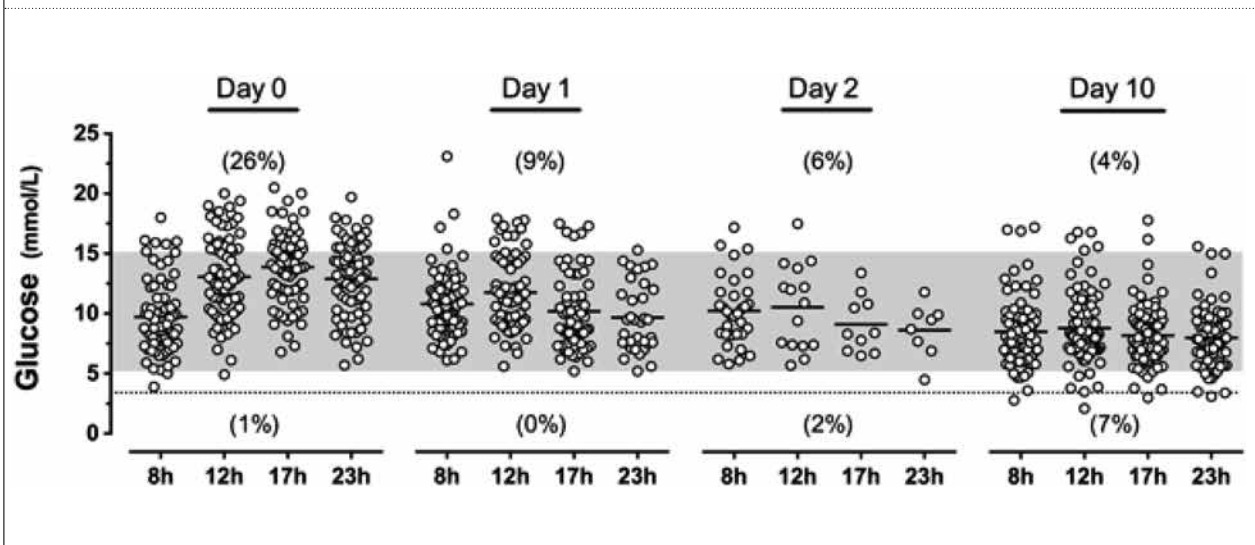 Day 0 Day 1 Day 2 Day 10
Glucose (mmol/L)
25
(26%) (9%) (6%) (4%)
20
15
10
5
(1%) (0%) (2%) (7%)
0
8h 12h 17h 23h 8h 12h 17h 23h 8h 12h 17h 23h 8h 12h 17h 23h